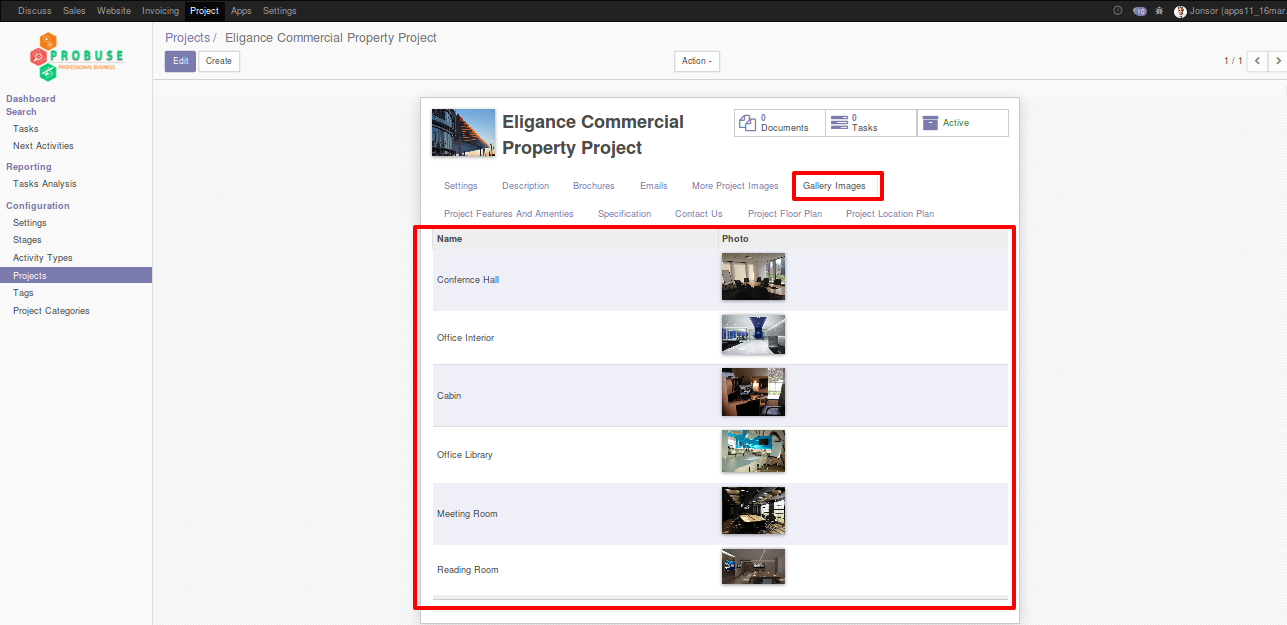 Discuss Sales Website Invoicing Project Apps Settings 10 Jonsor (apps11_16mar.
PROBUSE
PROFESSIONAL BUSINESS
Projects / Eligance Commercial Property Project
Edit Create Action - 1 / 1
Dashboard
Search
Tasks
Next Activities
Reporting
Tasks Analysis
Configuration
Settings
Stages
Activity Types
Projects
Tags
Project Categories
Eligance Commercial
Property Project
0
Documents
0
Tasks
Active
Settings Description Brochures Emails More Project Images Gallery Images
Project Features And Amenties Specification Contact Us Project Floor Plan Project Location Plan
Name Photo
Confernce Hall
Office Interior
Cabin
Office Library
Meeting Room
Reading Room